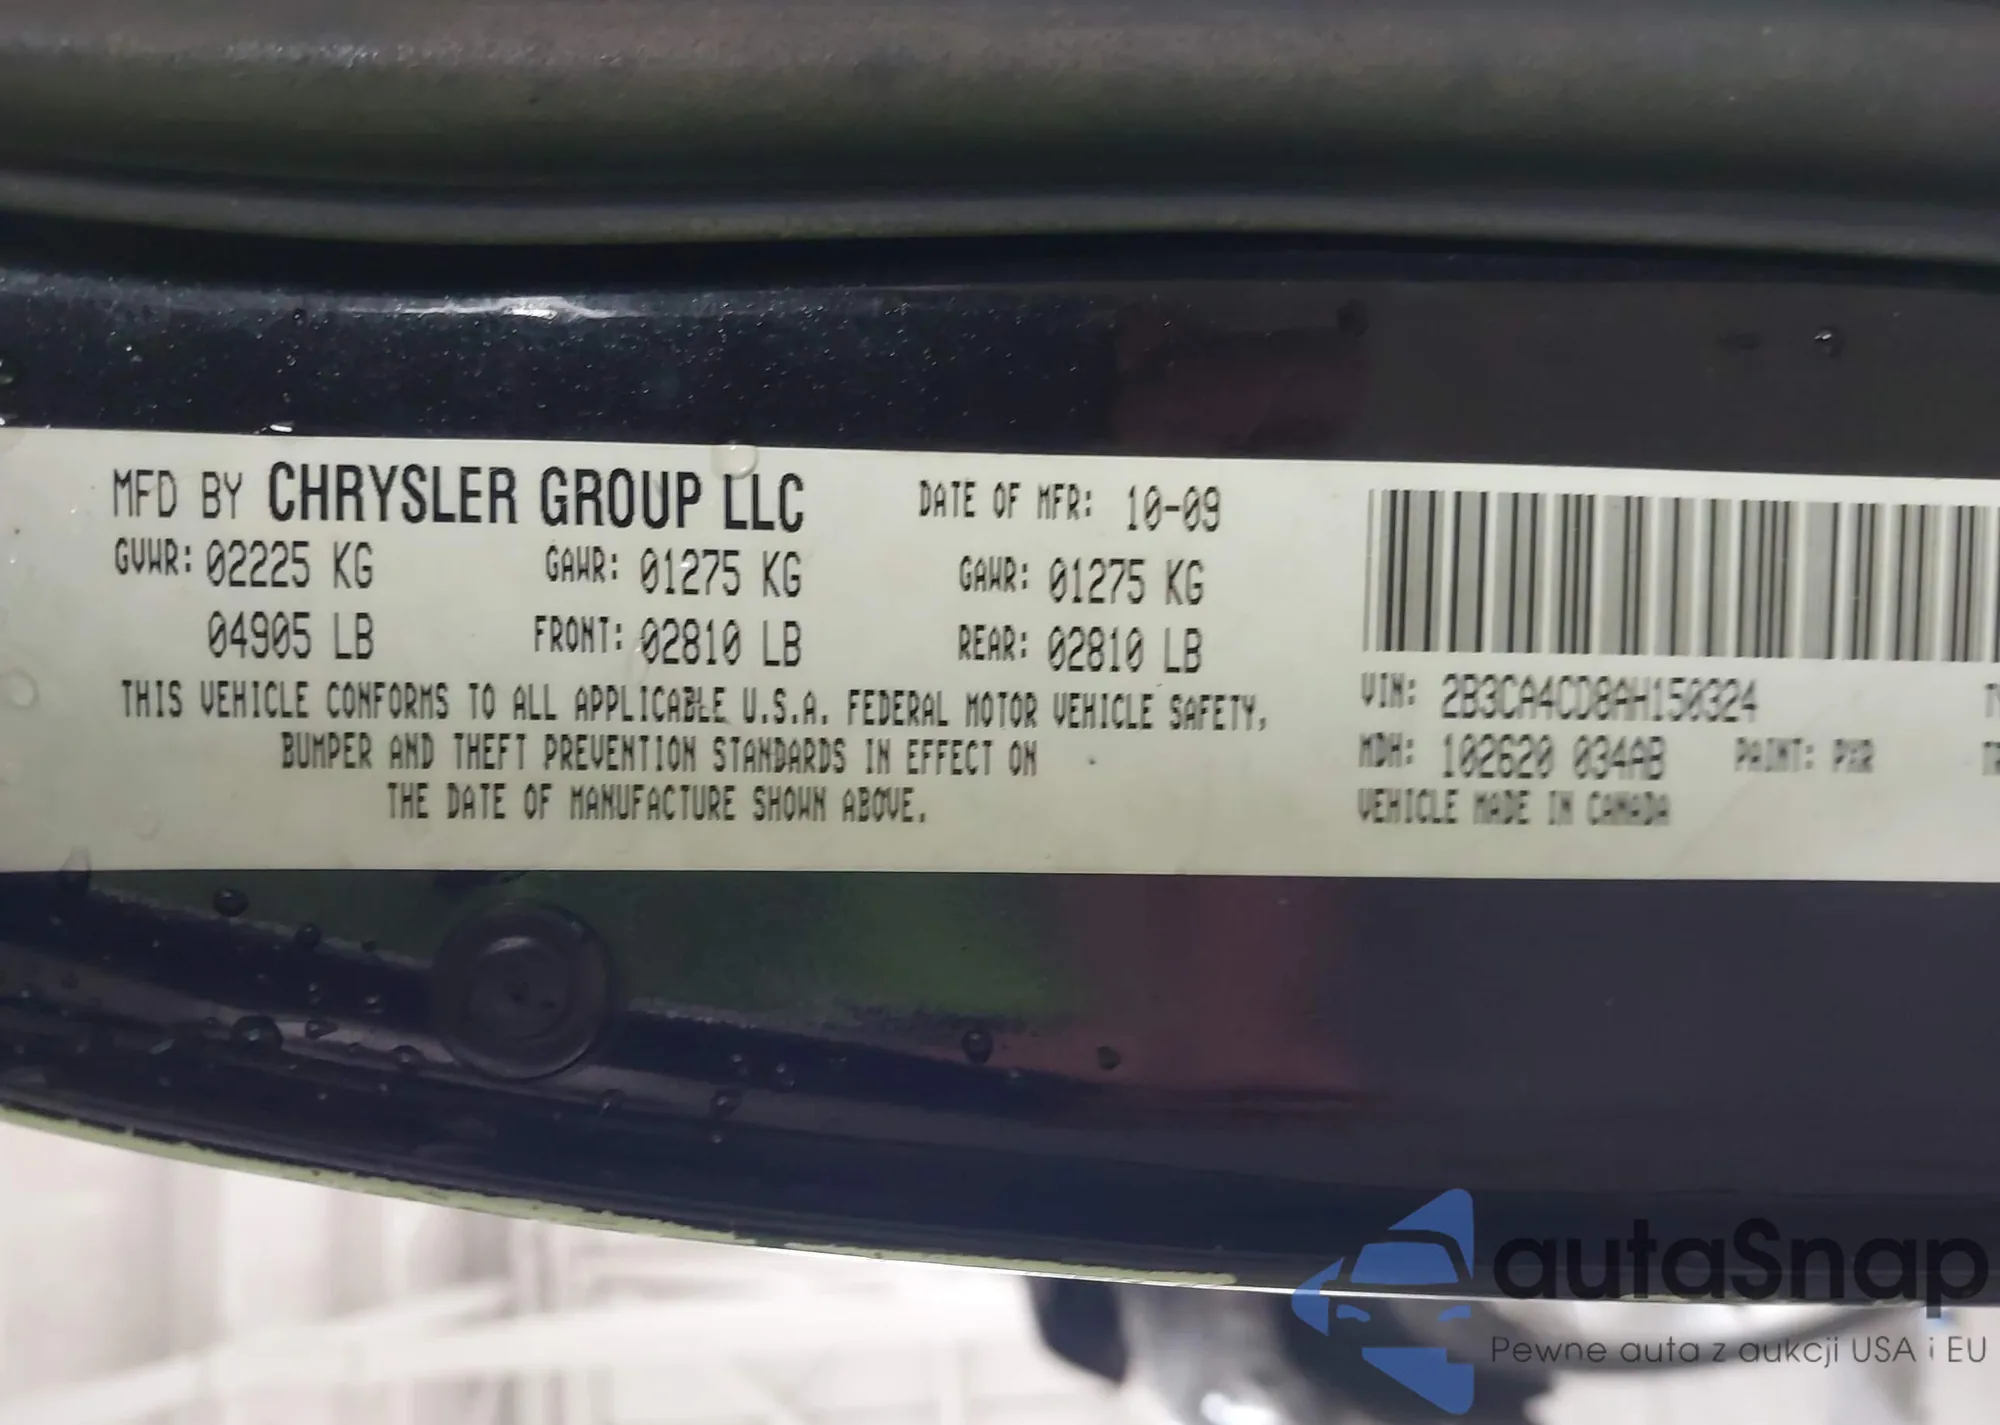 MFD BY CHRYSLER GROUP LLC DATE OF MFR: 10-09
GVWR: 02225 KG GAWR: 01275 KG GAWR: 01275 KG
04905 LB FRONT: 02810 LB REAR: 02810 LB
THIS VEHICLE CONFORMS TO ALL APPLICABLE U.S.A. FEDERAL MOTOR VEHICLE SAFETY,
BUMPER AND THEFT PREVENTION STANDARDS IN EFFECT ON
THE DATE OF MANUFACTURE SHOWN ABOVE.
VIN: 2B3CA4CD8AH150324
MDH: 102620 034AB PAINT: PXR
VEHICLE MADE IN CANADA
autaSnap
Pewne auta z aukcji USA i EU